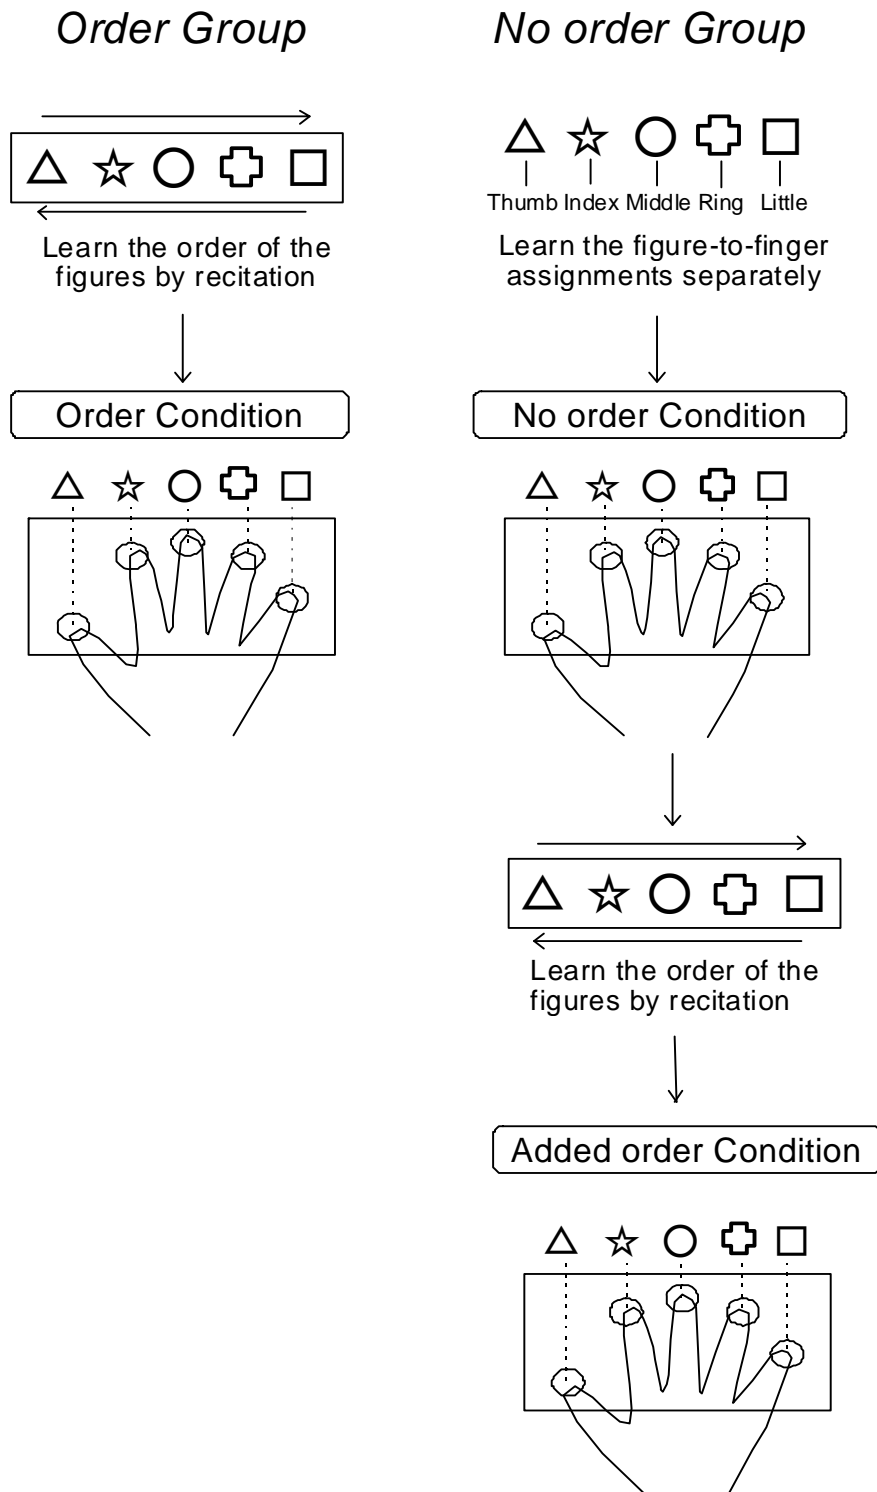 Order Group
No order Group
Thumb Index Middle Ring Little
Learn the order of the
figures by recitation
Learn the figure-to-finger
assignments separately
Order Condition
No order Condition
Learn the order of the
figures by recitation
Added order Condition